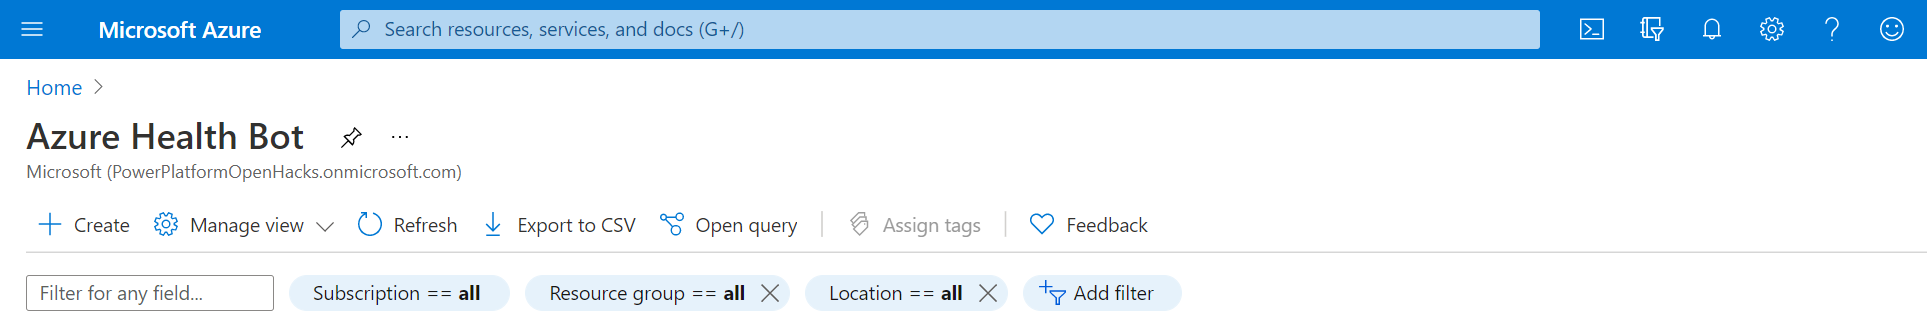 Microsoft Azure Search resources, services, and docs (G+/)
Home
Azure Health Bot ...
Microsoft (PowerPlatformOpenHacks.onmicrosoft.com)
Create Manage view Refresh Export to CSV Open query Assign tags Feedback
Filter for any field... Subscription == all Resource group == all Location == all Add filter